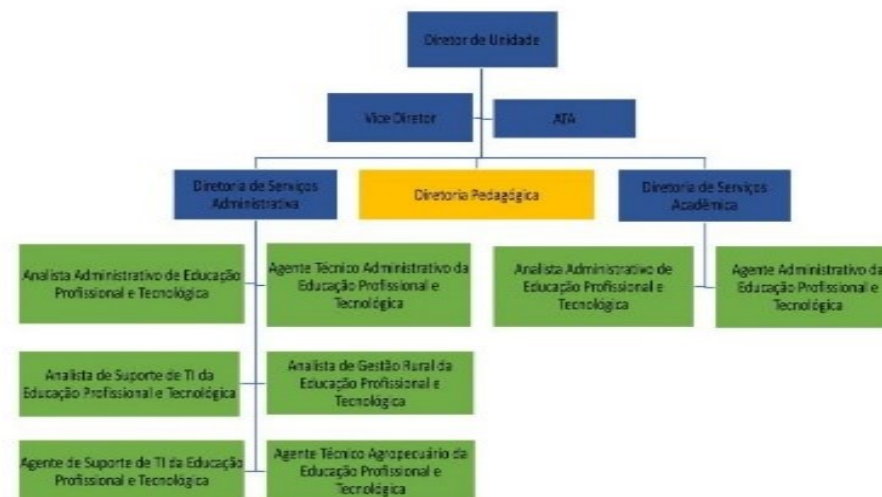 Diretor de Unidade
Vice Diretor
ATA
Diretoria de Serviços
Administrativa
Diretoria Pedagógica
Diretoria de Serviços
Acadêmica
Analista Administrativo de Educação
Profissional e Tecnológica
Agente Técnico Administrativo da
Educação Profissional e
Tecnológica
Analista Administrativo de
Educação Profissional e
Tecnológica
Agente Administrativo da
Educação Profissional e
Tecnológica
Analista de Suporte de TI da
Educação Profissional e Tecnológica
Analista de Gestão Rural da
Educação Profissional e
Tecnológica
Agente de Suporte de TI da Educação
Profissional e Tecnológica
Agente Técnico Agropecuário da
Educação Profissional e
Tecnológica